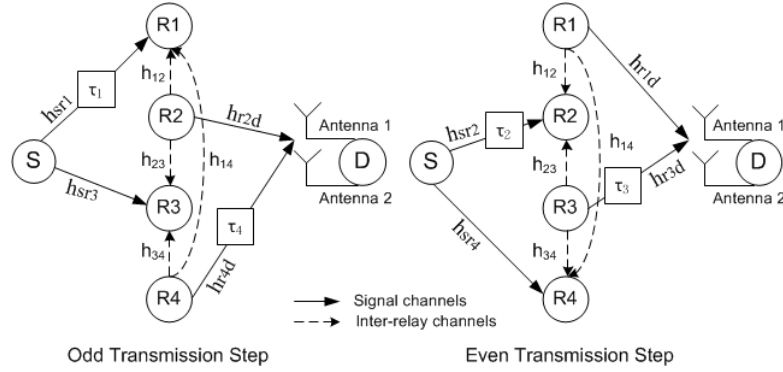 R1
τ1
h12
hsr1
R2
hr2d
Antenna 1
S
h23
h14
D
hsr3
R3
Antenna 2
τ4
h34
hr4d
R4
Odd Transmission Step
R1
h12
hr1d
R2
hsr2
τ2
h14
Antenna 1
S
h23
D
τ3
hr3d
R3
Antenna 2
hsr4
h34
R4
Even Transmission Step
Signal channels
Inter-relay channels